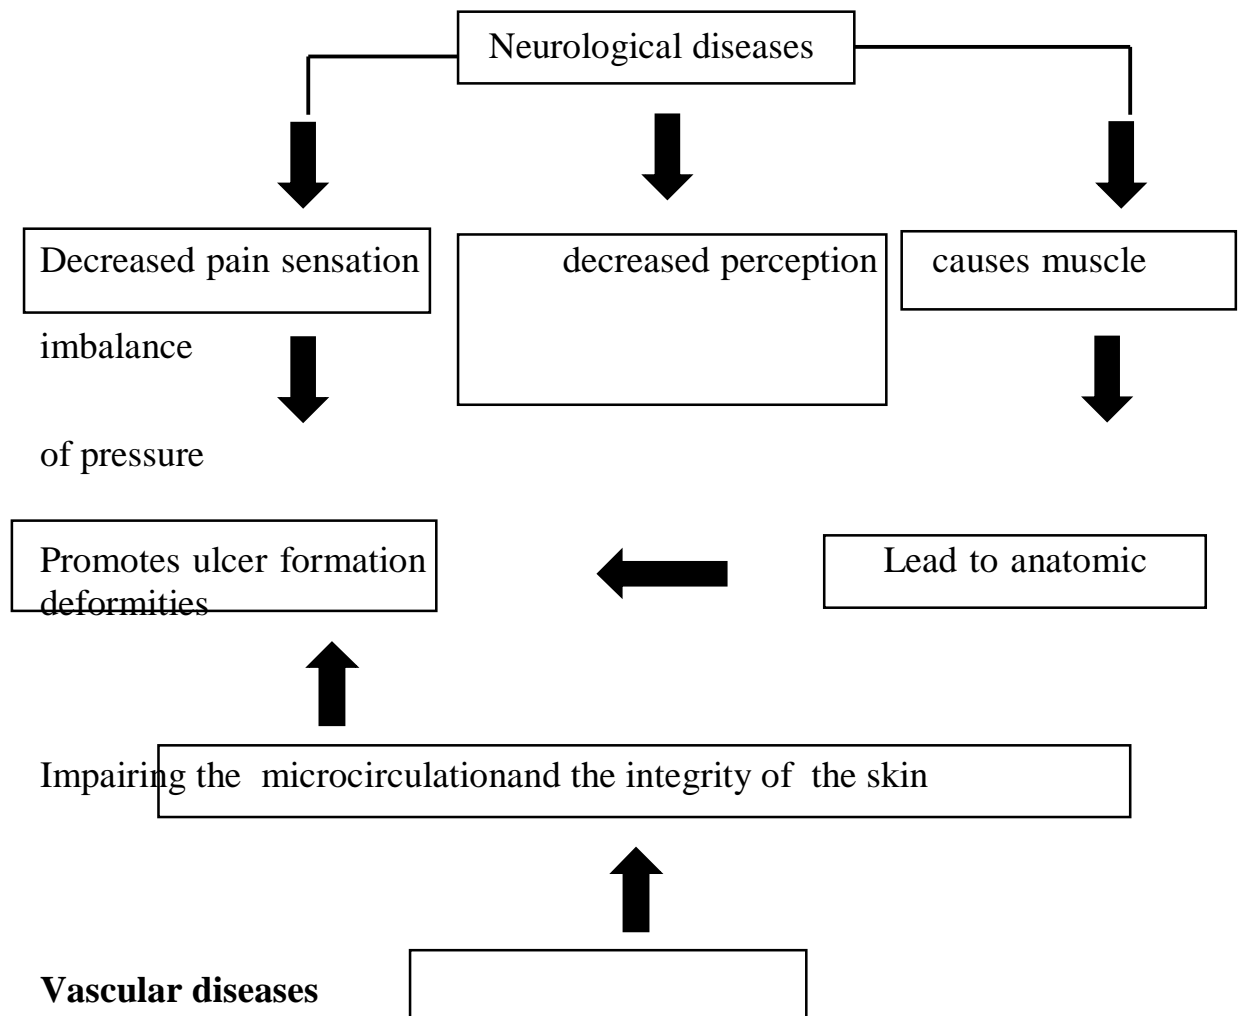 Neurological diseases
Decreased pain sensation decreased perception causes muscle
imbalance
of pressure
Promotes ulcer formation Lead to anatomic
deformities
Impairing the microcirculationand the integrity of the skin
Vascular diseases